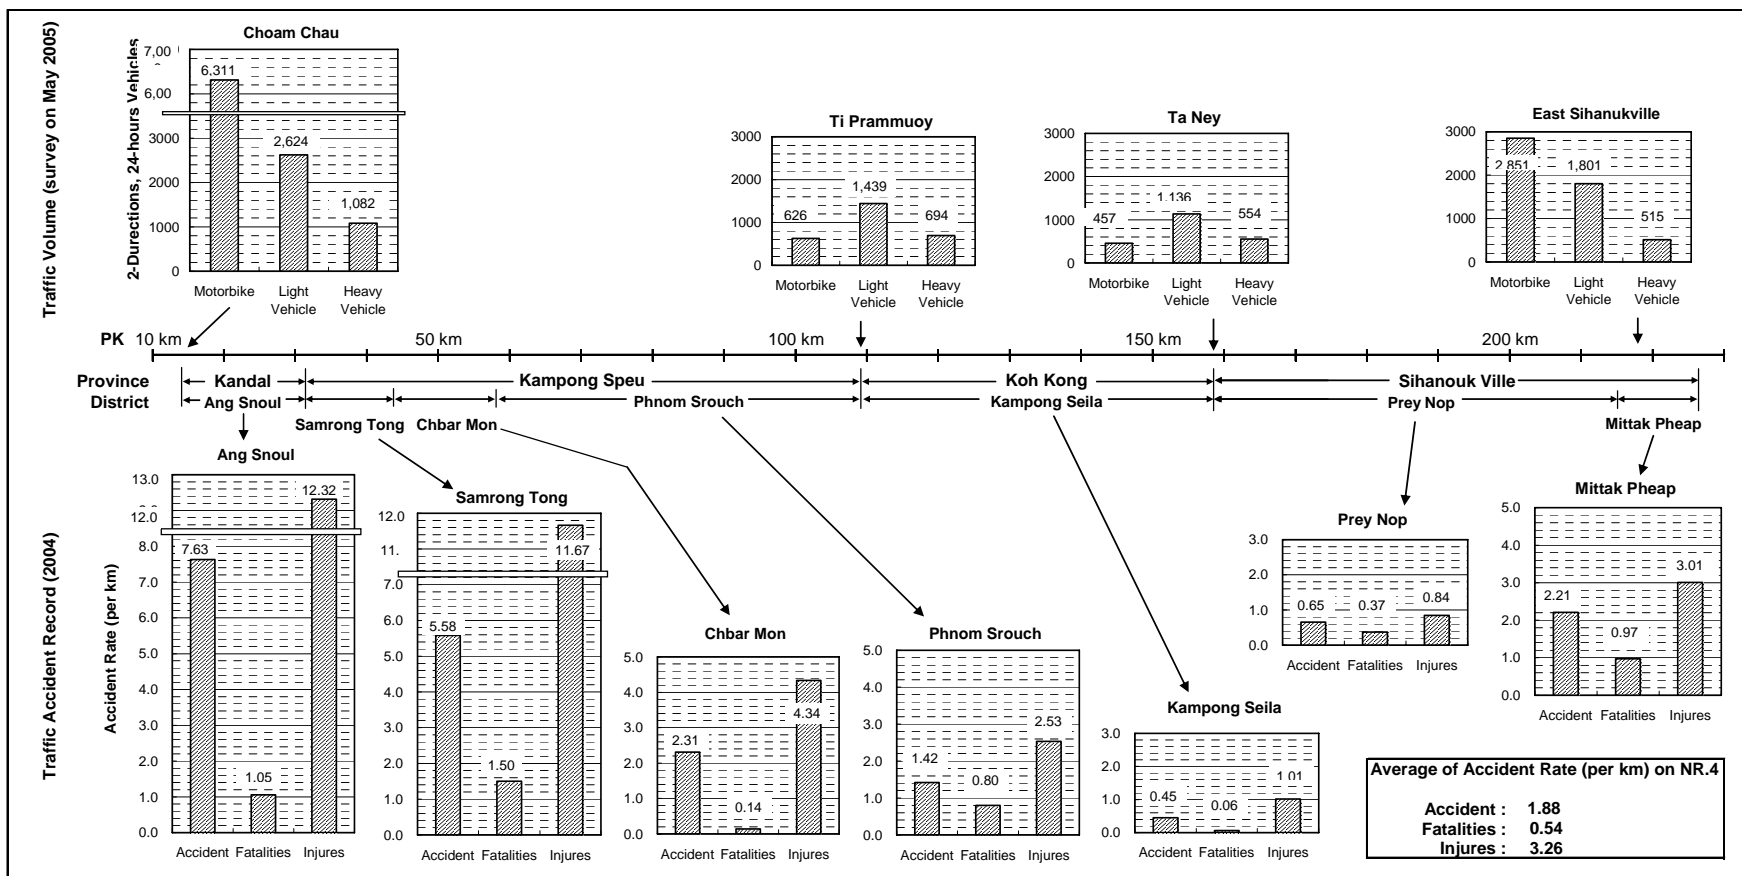 Traffic Volume (survey on May 2005)
2-Durections, 24-hours Vehicles
Choam Chau
7,00
6,00
3000
2000
1000
0
6,311
2,624
1,082
Motorbike Light Vehicle Heavy Vehicle
Ti Prammuoy
3000
2000
1000
0
626
1,439
694
Motorbike Light Vehicle Heavy Vehicle
Ta Ney
3000
2000
1000
0
457
1,136
554
Motorbike Light Vehicle Heavy Vehicle
East Sihanukville
3000
2000
1000
0
2,851
1,801
515
Motorbike Light Vehicle Heavy Vehicle
PK 10 km 50 km 100 km 150 km 200 km
Province Kandal Kampong Speu Koh Kong Sihanouk Ville
District Ang Snoul Phnom Srouch Kampong Seila Prey Nop
Samrong Tong Chbar Mon Mittak Pheap
Traffic Accident Record (2004)
Accident Rate (per km)
Ang Snoul
13.0
12.0
8.0
7.0
6.0
5.0
4.0
3.0
2.0
1.0
0.0
7.63
1.05
12.32
Accident Fatalities Injures
Samrong Tong
12.0
11.
7.0
6.0
5.0
4.0
3.0
2.0
1.0
0.0
5.58
1.50
11.67
Accident Fatalities Injures
Chbar Mon
5.0
4.0
3.0
2.0
1.0
0.0
2.31
0.14
4.34
Accident Fatalities Injures
Phnom Srouch
5.0
4.0
3.0
2.0
1.0
0.0
1.42
0.80
2.53
Accident Fatalities Injures
Kampong Seila
3.0
2.0
1.0
0.0
0.45
0.06
1.01
Accident Fatalities Injures
Prey Nop
3.0
2.0
1.0
0.0
0.65
0.37
0.84
Accident Fatalities Injures
Mittak Pheap
5.0
4.0
3.0
2.0
1.0
0.0
2.21
0.97
3.01
Accident Fatalities Injures
Average of Accident Rate (per km) on NR.4
Accident : 1.88
Fatalities : 0.54
Injures : 3.26